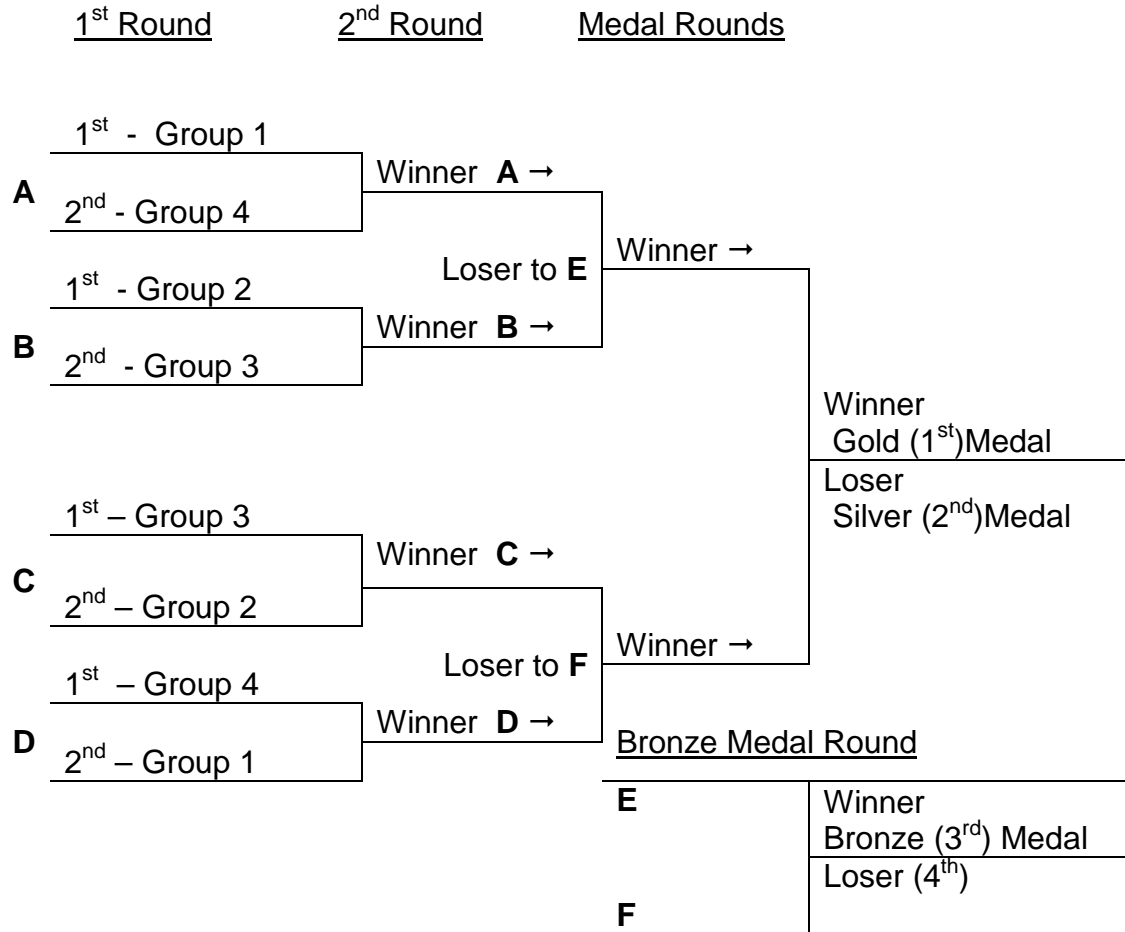 1st Round 2nd Round Medal Rounds
1st - Group 1
Winner A →
A
2nd - Group 4
Winner →
Loser to E
1st - Group 2
Winner B →
B
2nd - Group 3
Winner
Gold (1st)Medal
Loser
Silver (2nd)Medal
1st – Group 3
Winner C →
C
2nd – Group 2
Winner →
Loser to F
1st – Group 4
Winner D →
D
2nd – Group 1
Bronze Medal Round
E
Winner
Bronze (3rd) Medal
Loser (4th)
F